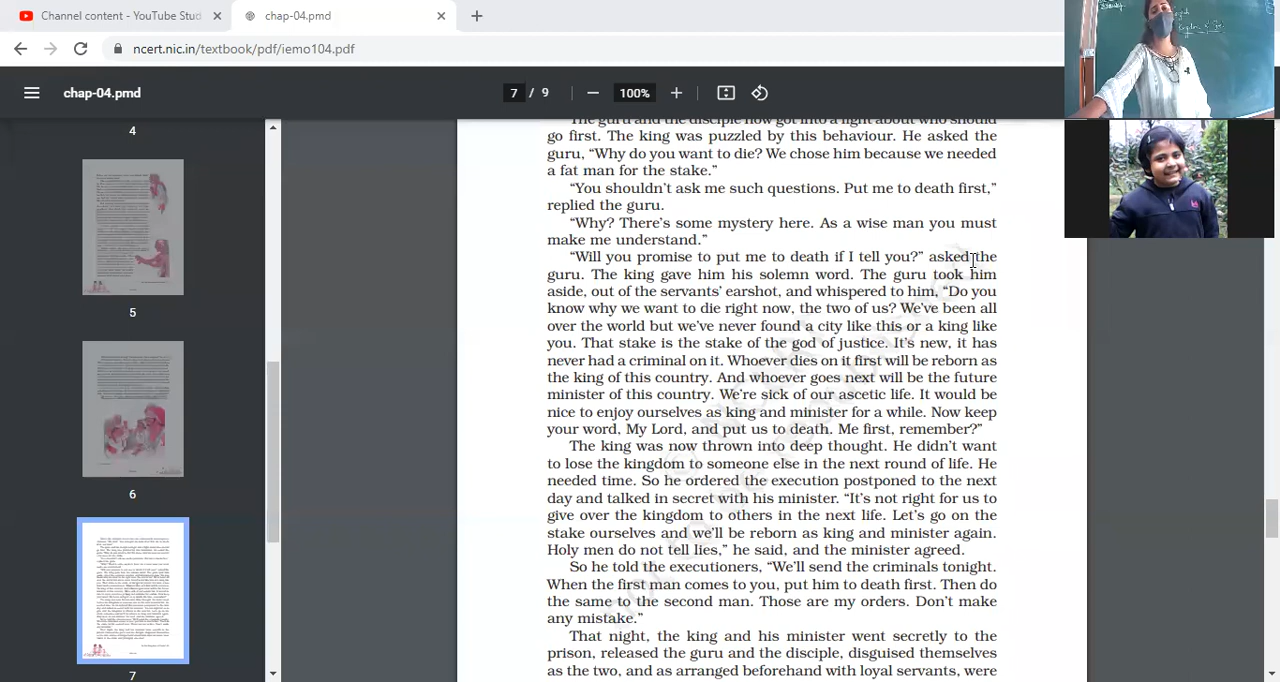 Channel content - YouTube Stud
chap-04.pmd
ncert.nic.in/textbook/pdf/iemo104.pdf
chap-04.pmd
7 / 9
100%
4
5
6
7
The guru and the disciple now got into a fight about who should
go first. The king was puzzled by this behaviour. He asked the
guru, “Why do you want to die? We chose him because we needed
a fat man for the stake.”
“You shouldn’t ask me such questions. Put me to death first,”
replied the guru.
“Why? There’s some mystery here. As a wise man you must
make me understand.”
“Will you promise to put me to death if I tell you?” asked the
guru. The king gave him his solemn word. The guru took him
aside, out of the servants’ earshot, and whispered to him, “Do you
know why we want to die right now, the two of us? We’ve been all
over the world but we’ve never found a city like this or a king like
you. That stake is the stake of the god of justice. It’s new, it has
never had a criminal on it. Whoever dies on it first will be reborn as
the king of this country. And whoever goes next will be the future
minister of this country. We’re sick of our ascetic life. It would be
nice to enjoy ourselves as king and minister for a while. Now keep
your word, My Lord, and put us to death. Me first, remember?”
The king was now thrown into deep thought. He didn’t want
to lose the kingdom to someone else in the next round of life. He
needed time. So he ordered the execution postponed to the next
day and talked in secret with his minister. “It’s not right for us to
give over the kingdom to others in the next life. Let’s go on the
stake ourselves and we’ll be reborn as king and minister again.
Holy men do not tell lies,” he said, and the minister agreed.
So he told the executioners, “We’ll send the criminals tonight.
When the first man comes to you, put him to death first. Then do
the same to the second man. Those are my orders. Don’t make
any mistake.”
That night, the king and his minister went secretly to the
prison, released the guru and the disciple, disguised themselves
as the two, and as arranged beforehand with loyal servants, were